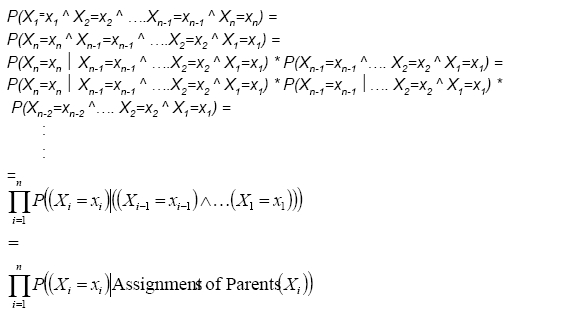 P(X₁=x₁ ^ X₂=x₂ ^ ….Xₙ₋₁=xₙ₋₁ ^ Xₙ=xₙ) =
P(Xₙ=xₙ ^ Xₙ₋₁=xₙ₋₁ ^ ….X₂=x₂ ^ X₁=x₁) =
P(Xₙ=xₙ | Xₙ₋₁=xₙ₋₁ ^ ….X₂=x₂ ^ X₁=x₁) * P(Xₙ₋₁=xₙ₋₁ ^…. X₂=x₂ ^ X₁=x₁) =
P(Xₙ=xₙ | Xₙ₋₁=xₙ₋₁ ^ ….X₂=x₂ ^ X₁=x₁) * P(Xₙ₋₁=xₙ₋₁ | …. X₂=x₂ ^ X₁=x₁) *
P(Xₙ₋₂=xₙ₋₂ ^…. X₂=x₂ ^ X₁=x₁) =
:
:
=
∏ⁿᵢ₌₁ P((Xᵢ = xᵢ)|((Xᵢ₋₁ = xᵢ₋₁)∧…(X₁ = x₁)))
=
∏ⁿᵢ₌₁ P((Xᵢ = xᵢ)|Assignments of Parents(Xᵢ))